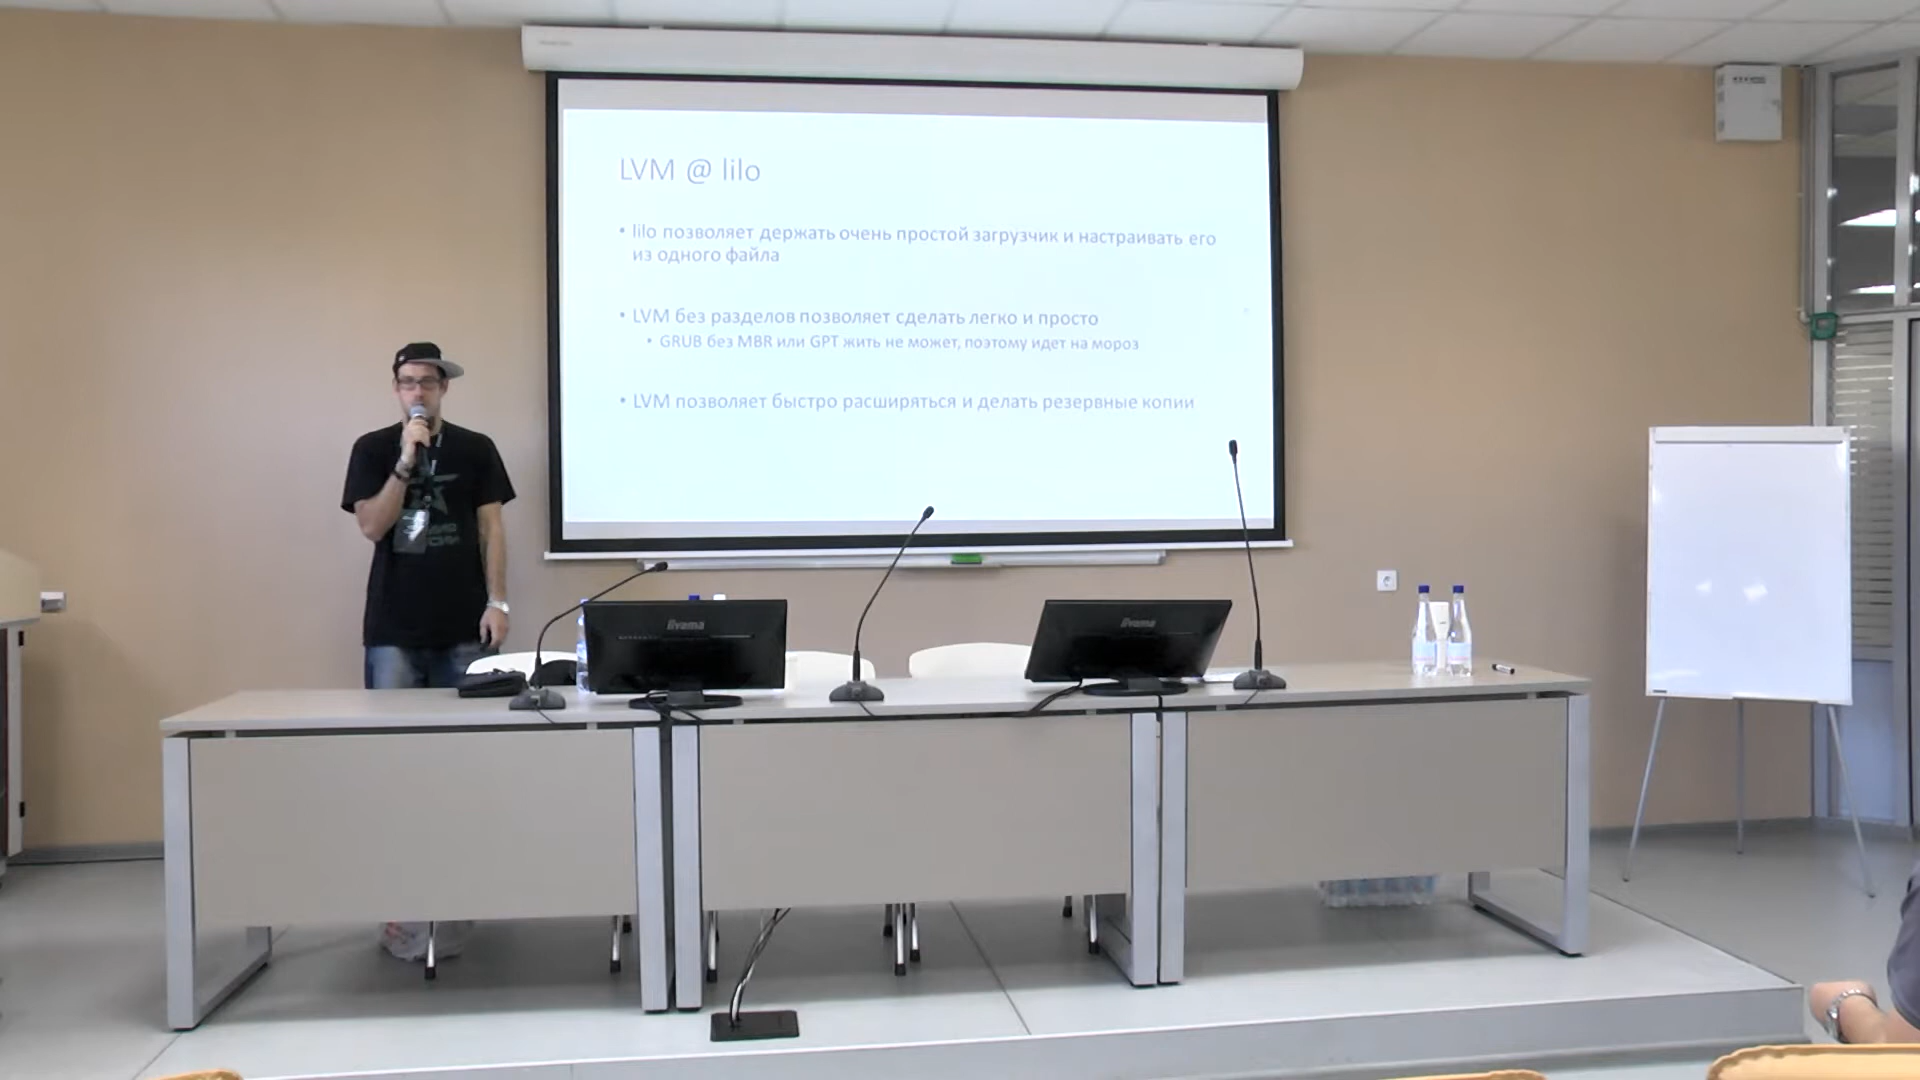 LVM @ lilo
• lilo позволяет держать очень простой загрузчик и настраивать его
из одного файла
• LVM без разделов позволяет сделать легко и просто
• GRUB без MBR или GPT жить не может, поэтому идет на мороз
• LVM позволяет быстро расширяться и делать резервные копии
iiyama
iiyama